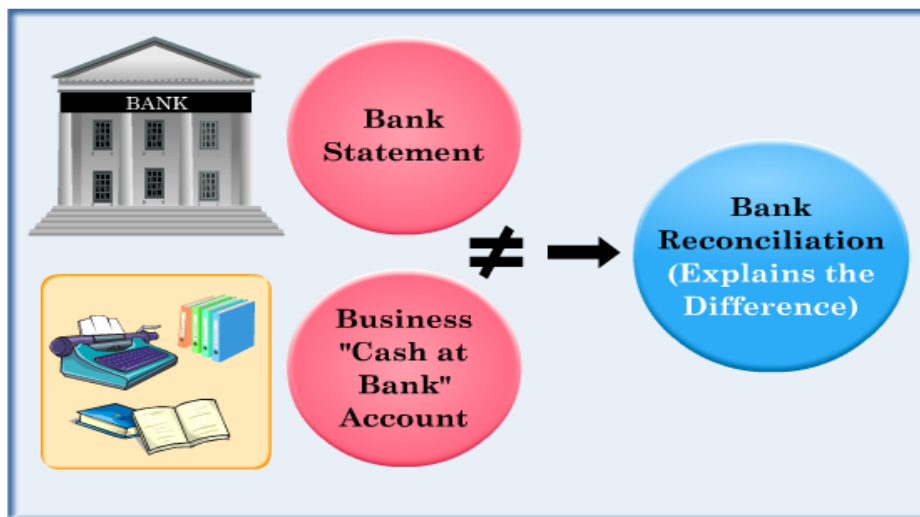 BANK
Bank
Statement
≠
Business
"Cash at
Bank"
Account
Bank
Reconciliation
(Explains the
Difference)